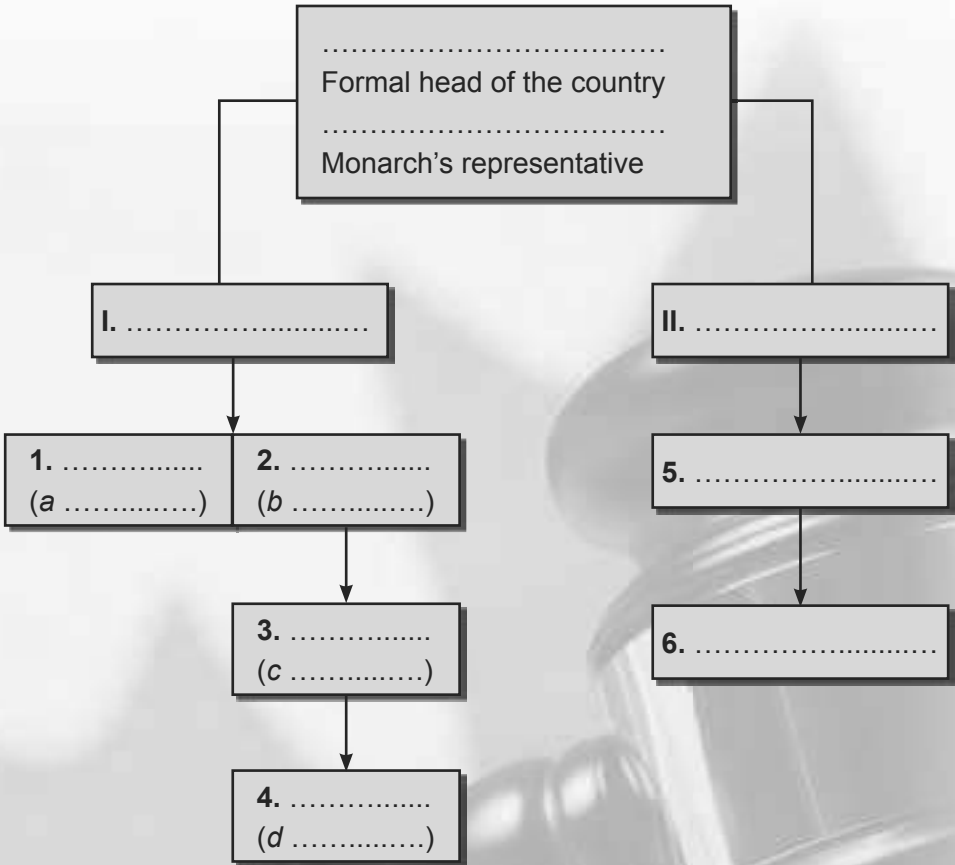 …………………………………
Formal head of the country
…………………………………
Monarch’s representative
I. ……………..........…
II. ……………..........…
1. ………........
(a …….....….)
2. ………........
(b ……….....….)
5. ……………..........…
3. ………........
(c ……….....….)
6. ……………..........…
4. ………........
(d ……….....….)